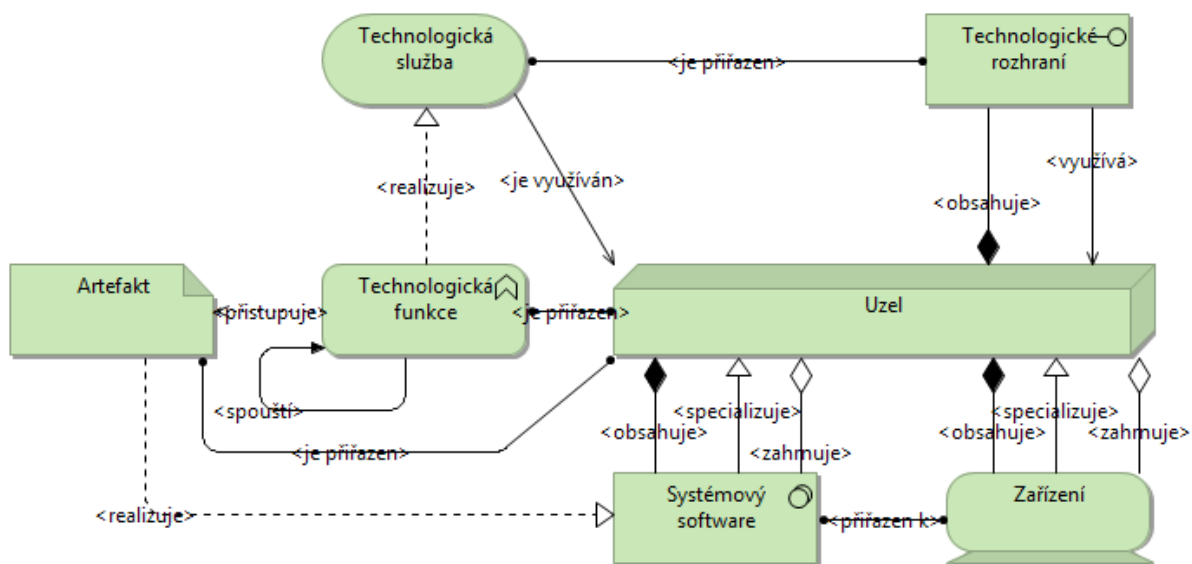 Technologická
služba
<je přiřazen>
Technologické
rozhraní
<realizuje>
<je využíván>
<využívá>
<obsahuje>
Artefakt
<přistupuje>
Technologická
funkce
<je přiřazen>
Uzel
<spouští>
<je přiřazen>
<obsahuje>
<specializuje>
<zahrnuje>
<obsahuje>
<specializuje>
<zahrnuje>
<realizuje>
Systémový
software
<přiřazen k>
Zařízení